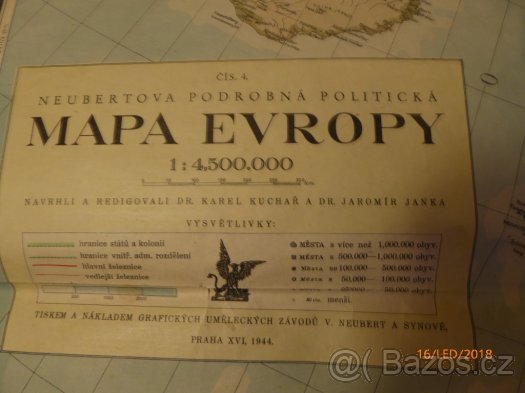 ČÍS. 4.
NEUBERTOVA PODROBNÁ POLITICKÁ
MAPA EVROPY
1:4,500.000
NAVRHLI A REDIGOVALI DR. KAREL KUCHAŘ A DR. JAROMÍR JANKA
VYSVĚTLIVKY:
hranice států a kolonií
hranice vnitř. adm. rozdělení
hlavní železnice
vedlejší železnice
MĚSTA s více než 1,000.000 obyv.
MĚSTA s 500.000—1,000.000 obyv.
Města se 100.000— 500.000 obyv.
Města s 50.000— 100.000 obyv.
50.000 obyv.
menší.
TISKEM A NÁKLADEM GRAFICKÝCH UMĚLECKÝCH ZÁVODŮ V. NEUBERT A SYNOVÉ,
PRAHA XVI, 1944.
16/LED/2018
Bazoš.cz